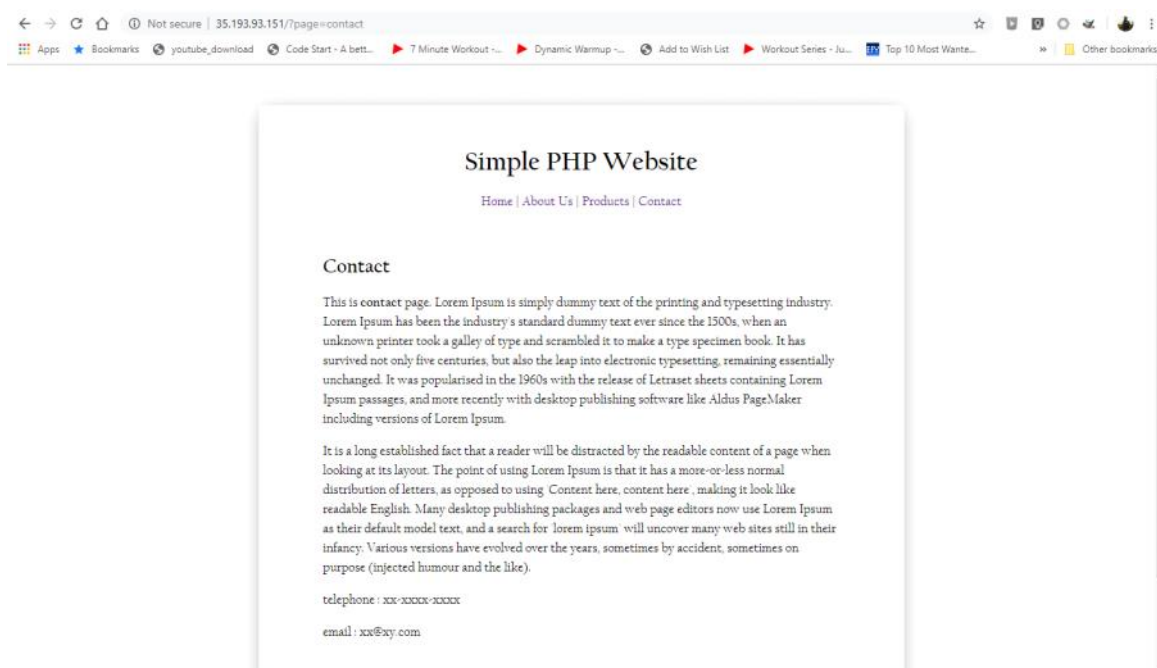 Not secure | 35.193.93.151/?page=contact
Apps Bookmarks youtube_download Code Start - A bett... 7 Minute Workout -... Dynamic Warmup -... Add to Wish List Workout Series - Ju... EFY Top 10 Most Wante... » Other bookmarks
Simple PHP Website
Home | About Us | Products | Contact
Contact
This is contact page. Lorem Ipsum is simply dummy text of the printing and typesetting industry.
Lorem Ipsum has been the industry's standard dummy text ever since the 1500s, when an
unknown printer took a galley of type and scrambled it to make a type specimen book. It has
survived not only five centuries, but also the leap into electronic typesetting, remaining essentially
unchanged. It was popularised in the 1960s with the release of Letraset sheets containing Lorem
Ipsum passages, and more recently with desktop publishing software like Aldus PageMaker
including versions of Lorem Ipsum.
It is a long established fact that a reader will be distracted by the readable content of a page when
looking at its layout. The point of using Lorem Ipsum is that it has a more-or-less normal
distribution of letters, as opposed to using 'Content here, content here', making it look like
readable English. Many desktop publishing packages and web page editors now use Lorem Ipsum
as their default model text, and a search for 'lorem ipsum' will uncover many web sites still in their
infancy. Various versions have evolved over the years, sometimes by accident, sometimes on
purpose (injected humour and the like).
telephone : xx-xxxx-xxxx
email : xx@xy.com